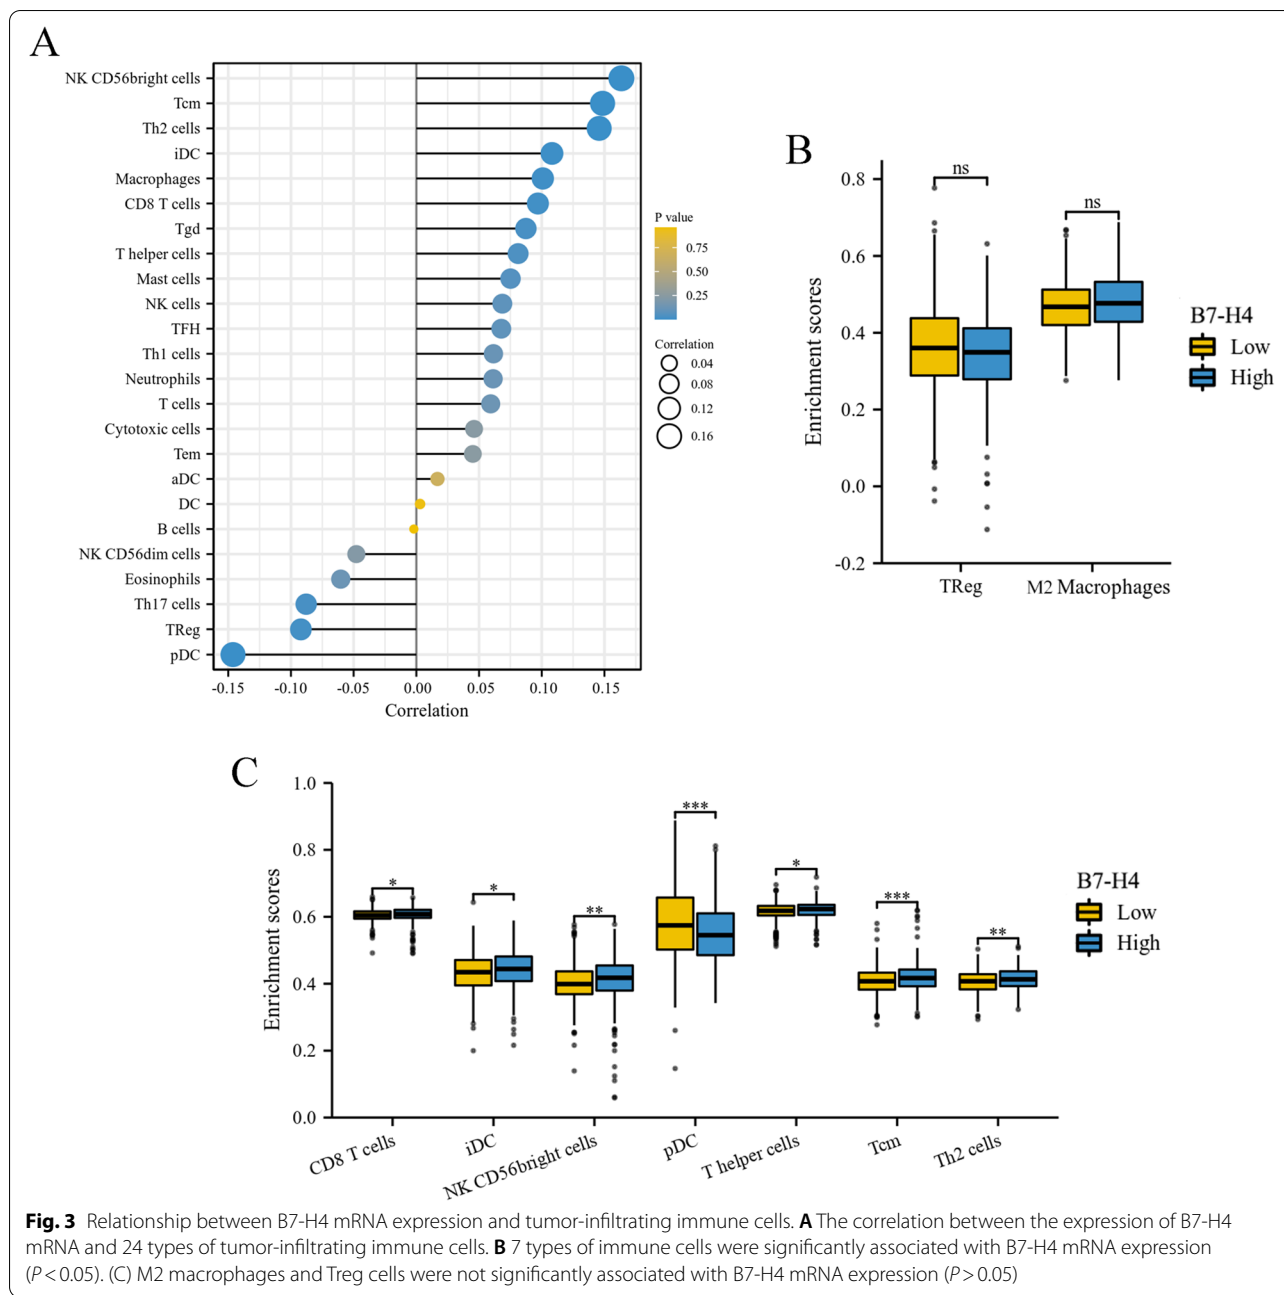 A
NK CD56bright cells
Tcm
Th2 cells
iDC
Macrophages
CD8 T cells
Tgd
T helper cells
Mast cells
NK cells
TFH
Th1 cells
Neutrophils
T cells
Cytotoxic cells
Tem
aDC
DC
B cells
NK CD56dim cells
Eosinophils
Th17 cells
TReg
pDC
-0.15 -0.10 -0.05 0.00 0.05 0.10 0.15
Correlation
P value
0.75
0.50
0.25
Correlation
0.04
0.08
0.12
0.16
B
Enrichment scores
0.8
0.6
0.4
0.2
0.0
-0.2
ns
ns
TReg M2 Macrophages
B7-H4
Low
High
C
Enrichment scores
1.0
0.8
0.6
0.4
0.2
0.0
* * ** *** * *** **
CD8 T cells iDC NK CD56bright cells pDC T helper cells Tcm Th2 cells
B7-H4
Low
High
Fig. 3 Relationship between B7-H4 mRNA expression and tumor-infiltrating immune cells. A The correlation between the expression of B7-H4
mRNA and 24 types of tumor-infiltrating immune cells. B 7 types of immune cells were significantly associated with B7-H4 mRNA expression
(P < 0.05). (C) M2 macrophages and Treg cells were not significantly associated with B7-H4 mRNA expression (P > 0.05)